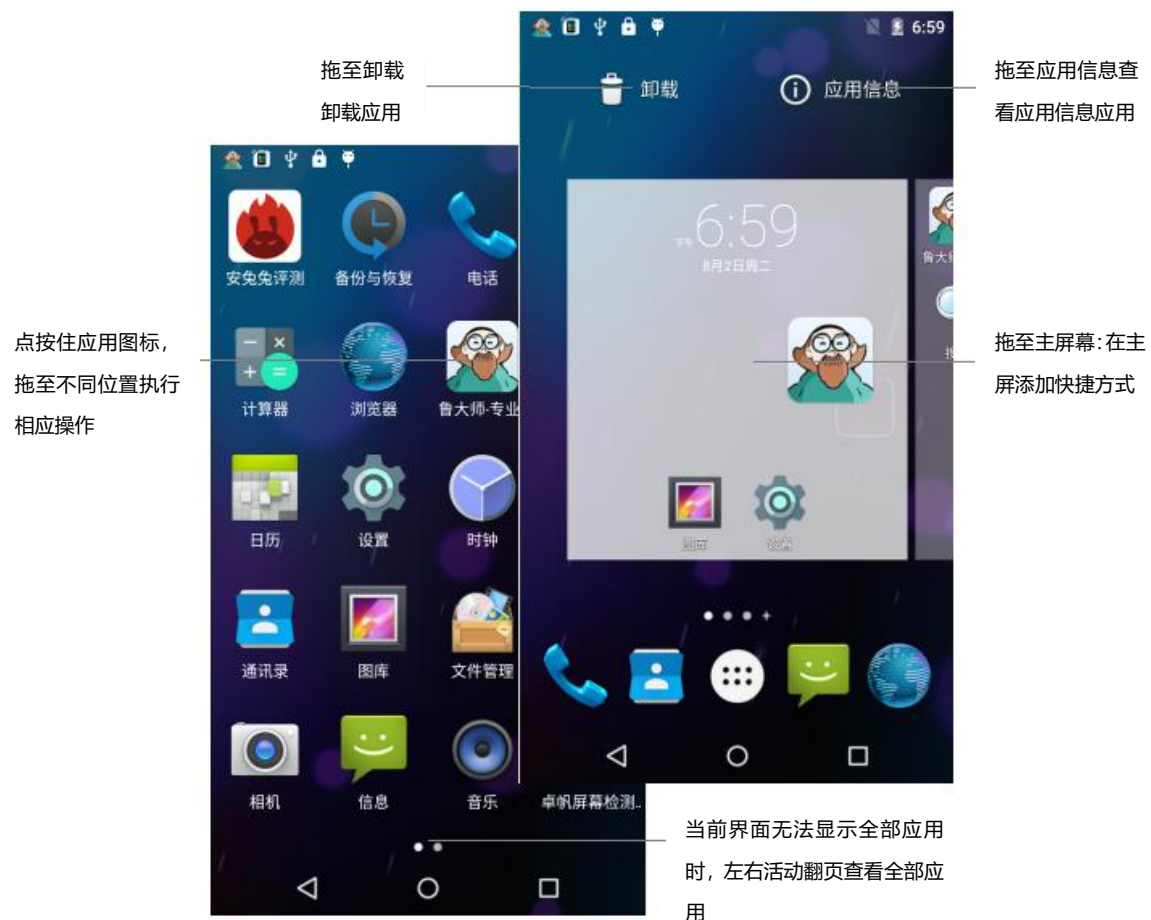 6:59
拖至卸载
卸载应用
卸载
应用信息
拖至应用信息查
看应用信息应用
6:59
8月2日周二
鲁大师
安兔兔评测
备份与恢复
电话
点按住应用图标，
拖至不同位置执行
相应操作
计算器
浏览器
鲁大师-专业
拖至主屏幕：在主
屏添加快捷方式
图库
设置
日历
设置
时钟
通讯录
图库
文件管理
相机
信息
音乐
卓帆屏幕检测..
当前界面无法显示全部应用
时，左右活动翻页查看全部应
用